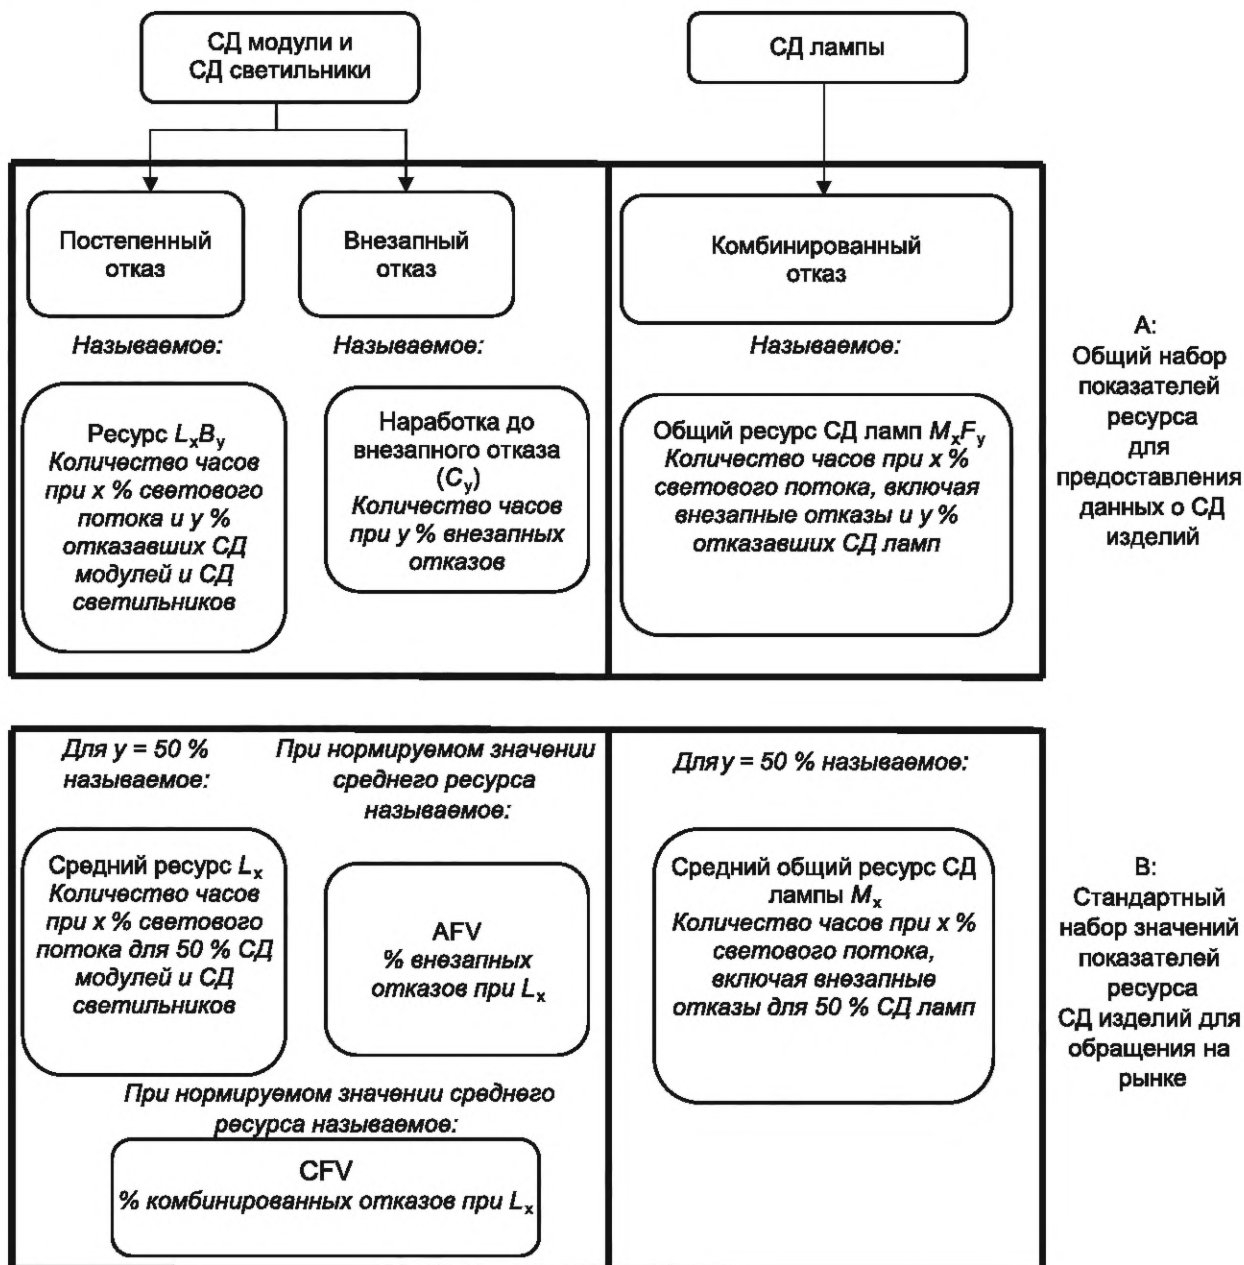 СД модули и
СД светильники
СД лампы
Постепенный
отказ
Внезапный
отказ
Комбинированный
отказ
Называемое:
Называемое:
Называемое:
Ресурс LxBy
Количество часов
при x % светового
потока и y %
отказавших СД
модулей и СД
светильников
Наработка до
внезапного отказа
(Cy)
Количество часов
при y % внезапных
отказов
Общий ресурс СД ламп MxFy
Количество часов при x %
светового потока, включая
внезапные отказы и y %
отказавших СД ламп
A:
Общий набор
показателей
ресурса
для
предоставления
данных о СД
изделий
Для y = 50 %
называемое:
При нормируемом значении
среднего ресурса
называемое:
Для y = 50 % называемое:
Средний ресурс Lx
Количество часов
при x % светового
потока для 50 % СД
модулей и СД
светильников
AFV
% внезапных
отказов при Lx
Средний общий ресурс СД
лампы Mx
Количество часов при x %
светового потока,
включая внезапные
отказы для 50 % СД ламп
B:
Стандартный
набор значений
показателей
ресурса
СД изделий для
обращения на
рынке
При нормируемом значении среднего
ресурса называемое:
CFV
% комбинированных отказов при Lx